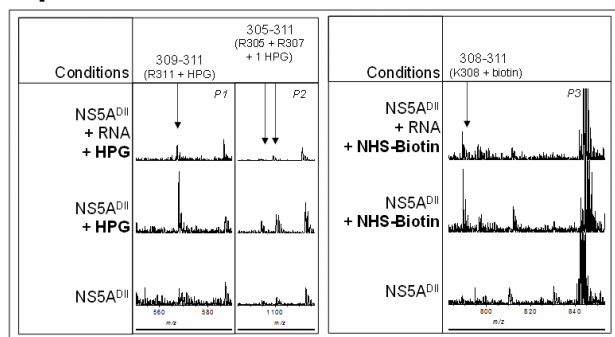 309-311
(R311 + HPG)
305-311
(R305 + R307
+ 1 HPG)
Conditions
P1
P2
NS5A^DII
+ RNA
+ HPG
NS5A^DII
+ HPG
NS5A^DII
560
580
1100
m/z
m/z
308-311
(K308 + biotin)
Conditions
P3
NS5A^DII
+ RNA
+ NHS-Biotin
NS5A^DII
+ NHS-Biotin
NS5A^DII
800
820
840
m/z